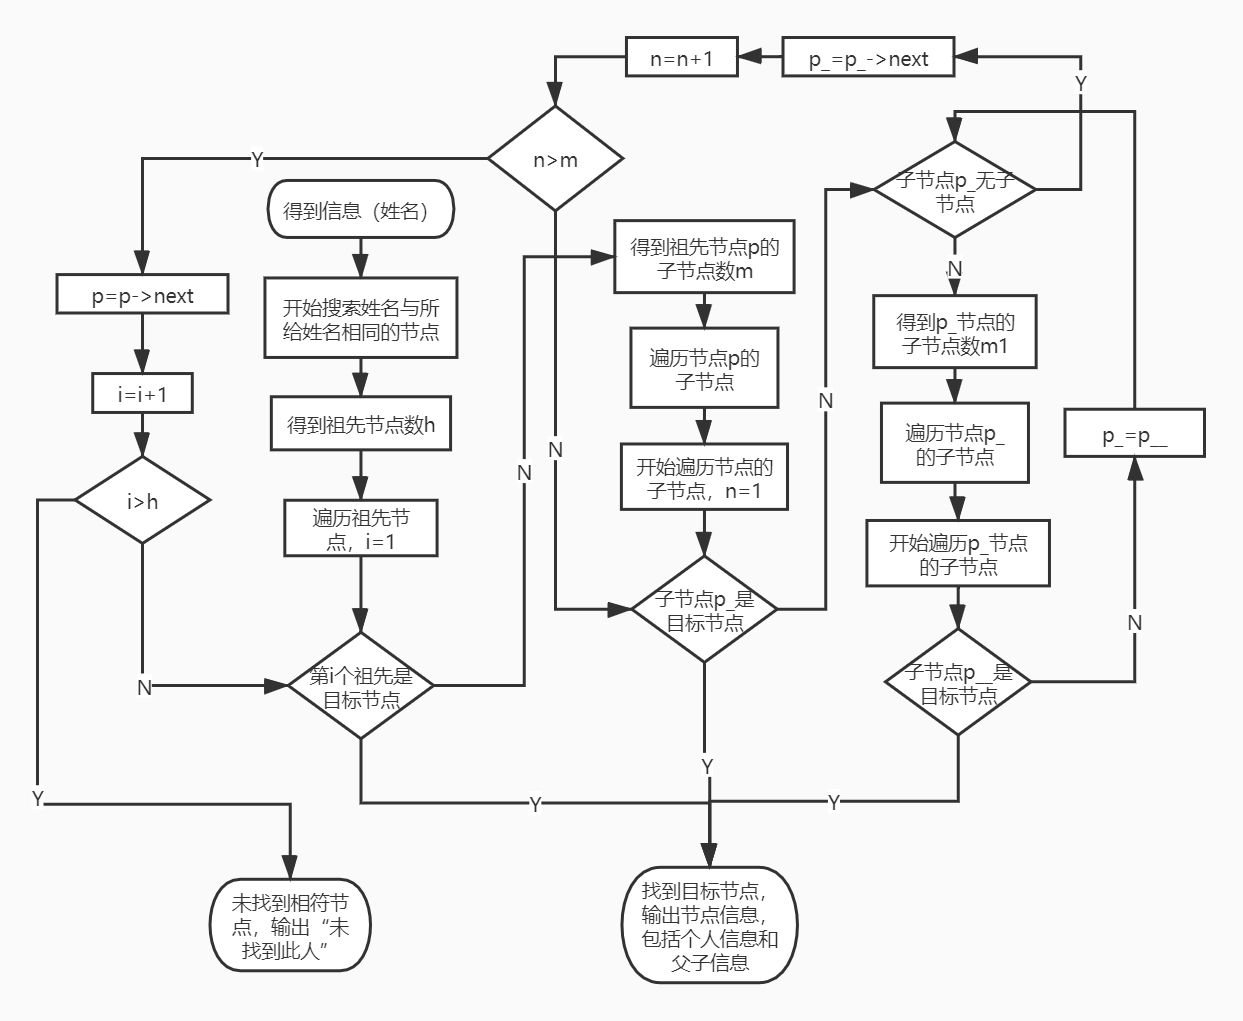 n=n+1
p_=p_->next
Y
n>m
Y
得到信息（姓名）
子节点p_无子
节点
得到祖先节点p的
子节点数m
N
p=p->next
开始搜索姓名与所
给姓名相同的节点
得到p_节点的
子节点数m1
遍历节点p的
子节点
i=i+1
得到祖先节点数h
N
N
N
开始遍历节点的
子节点，n=1
遍历节点p_
的子节点
p_=p__
i>h
遍历祖先节
点，i=1
开始遍历p_节点
的子节点
子节点p_是
目标节点
N
第i个祖先是
目标节点
N
子节点p__是
目标节点
Y
Y
Y
Y
未找到相符节
点，输出“未
找到此人”
找到目标节点，
输出节点信息，
包括个人信息和
父子信息